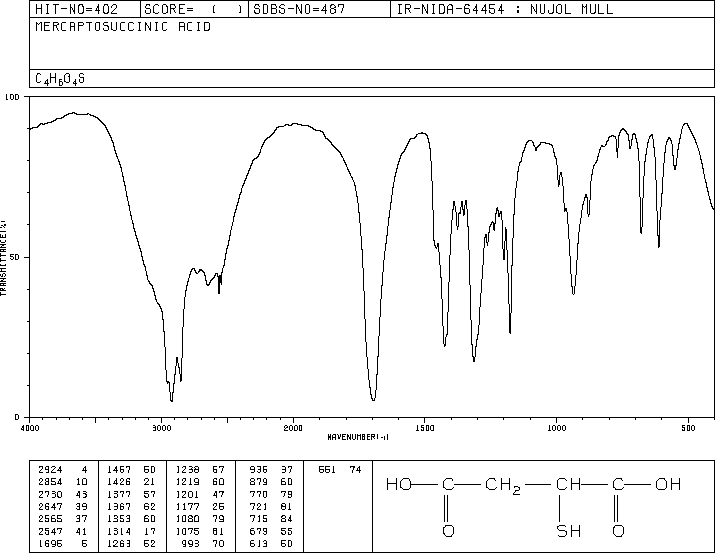 HIT-NO=402 SCORE= ( ) SDBS-NO=487 IR-NIDA-64454 : NUJOL MULL
MERCAPTOSUCCINIC ACID
C4H6O4S
100
50
0
TRANSMITTANCE(%)
4000 3000 2000 1500 1000 500
WAVENUMBER(-1)
2924 4 1467 50 1238 57 936 37 551 74
2854 10 1426 21 1219 60 879 60
2730 43 1377 57 1201 47 770 79
2647 39 1367 62 1177 25 721 81
2565 37 1353 60 1080 79 715 84
2547 41 1314 17 1075 81 679 55
1695 5 1263 52 993 70 613 50
HO C CH2 CH C OH
O SH O